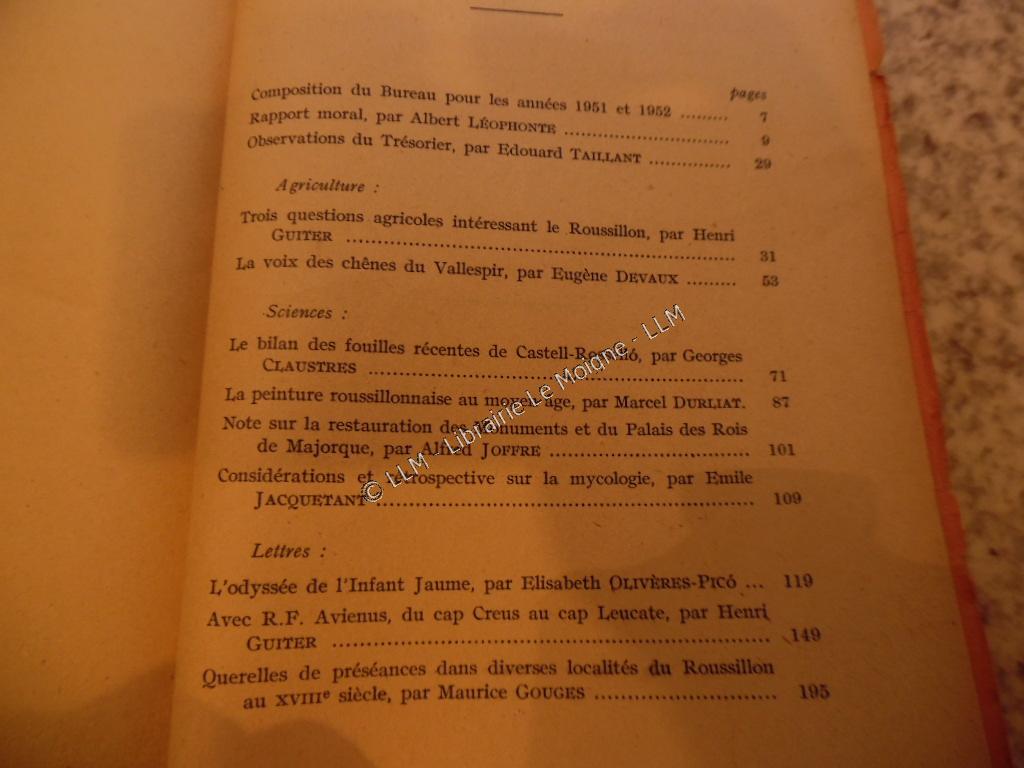 pages
Composition du Bureau pour les années 1951 et 1952 ......... 7
Rapport moral, par Albert LÉOPHONTE .............................. 9
Observations du Trésorier, par Edouard TAILLANT ............... 29
Agriculture :
Trois questions agricoles intéressant le Roussillon, par Henri
GUITER .............................................................. 31
La voix des chênes du Vallespir, par Eugène DEVAUX ......... 53
Sciences :
Le bilan des fouilles récentes de , par Georges
CLAUSTRES ........................................................... 71
La peinture roussillonnaise au moyen âge, par Marcel DURLIAT. 87
Note sur la restauration des Monuments et du Palais des Rois
de Majorque, par Alfred JOFFRE .................................. 101
Considérations et rétrospective sur la mycologie, par Emile
JACQUETANT ......................................................... 109
Lettres :
L'odyssée de l'Infant Jaume, par Elisabeth OLIVÈRES-PICÓ ... 119
Avec R.F. Avienus, du cap Creus au cap Leucate, par Henri
GUITER .............................................................. 149
Querelles de préséances dans diverses localités du Roussillon
au XVIIIe siècle, par Maurice GOUGES ........................... 195
© LLM - Librairie Le Moigne - LLM